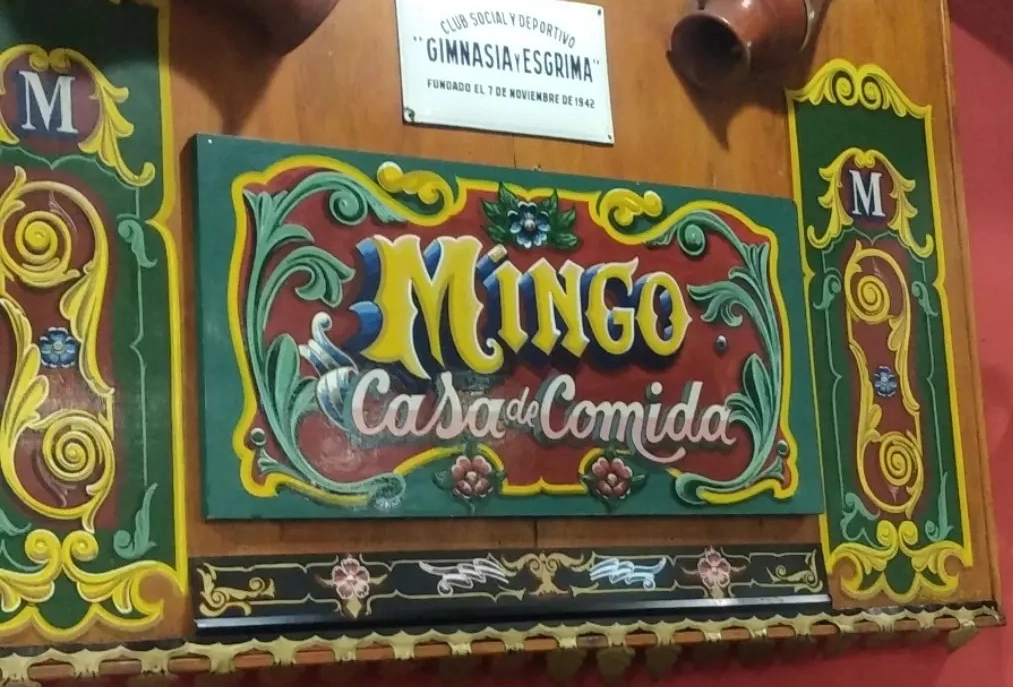 CLUB SOCIAL Y DEPORTIVO
"GIMNASIA Y ESGRIMA"
FUNDADO EL 7 DE NOVIEMBRE DE 1942
M
M
MINGO
Casa de Comida